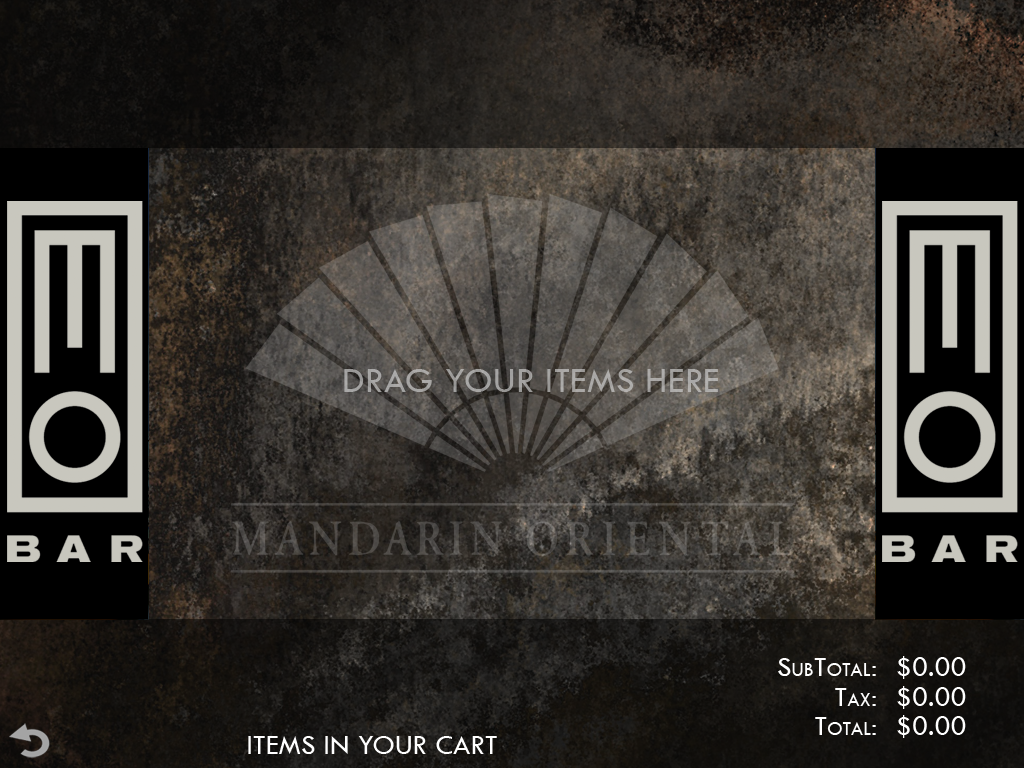 MO
BAR
MO
BAR
DRAG YOUR ITEMS HERE
MANDARIN ORIENTAL
SubTotal: $0.00
Tax: $0.00
Total: $0.00
ITEMS IN YOUR CART